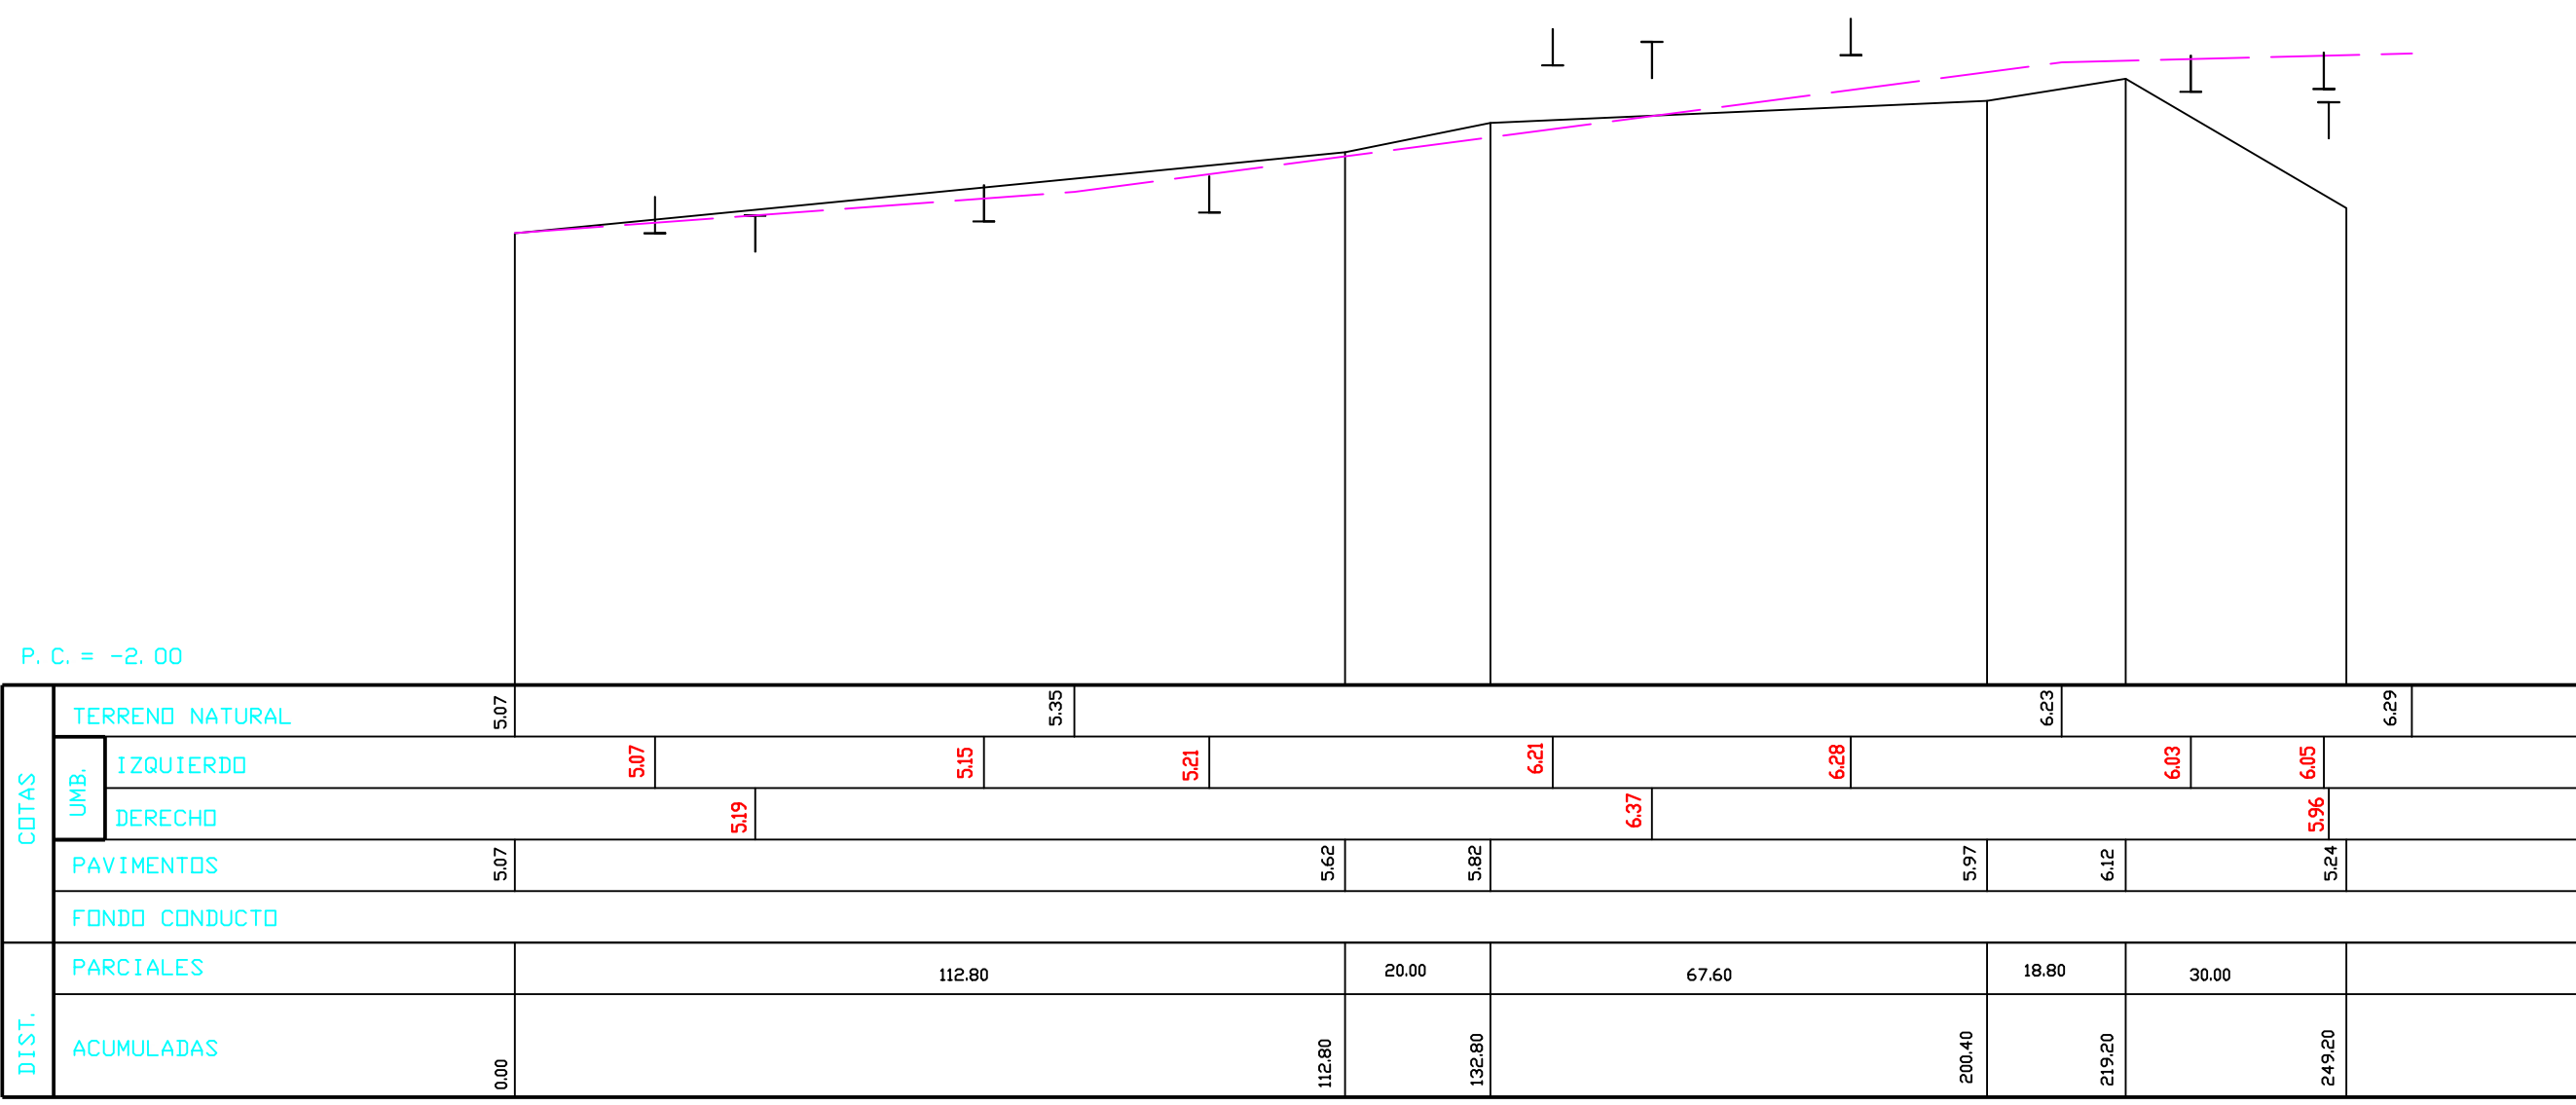 P. C. = -2. 00
COTAS
TERRENO NATURAL 5.07 5.35 6.23 6.29
UMB.
IZQUIERDO 5.07 5.15 5.21 6.21 6.28 6.03 6.05
DERECHO 5.19 6.37 5.96
PAVIMENTOS 5.07 5.62 5.82 5.97 6.12 5.24
FONDO CONDUCTO
DIST.
PARCIALES 112.80 20.00 67.60 18.80 30.00
ACUMULADAS 0.00 112.80 132.80 200.40 219.20 249.20